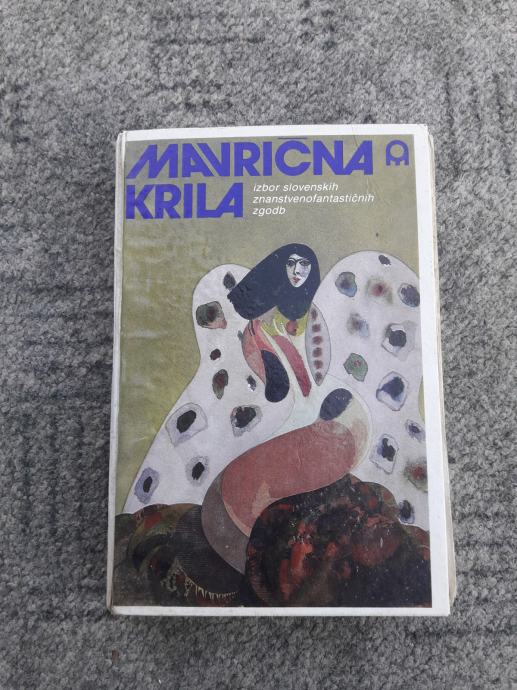 MAVRIČNA
KRILA
izbor slovenskih
znanstvenofantastičnih
zgodb